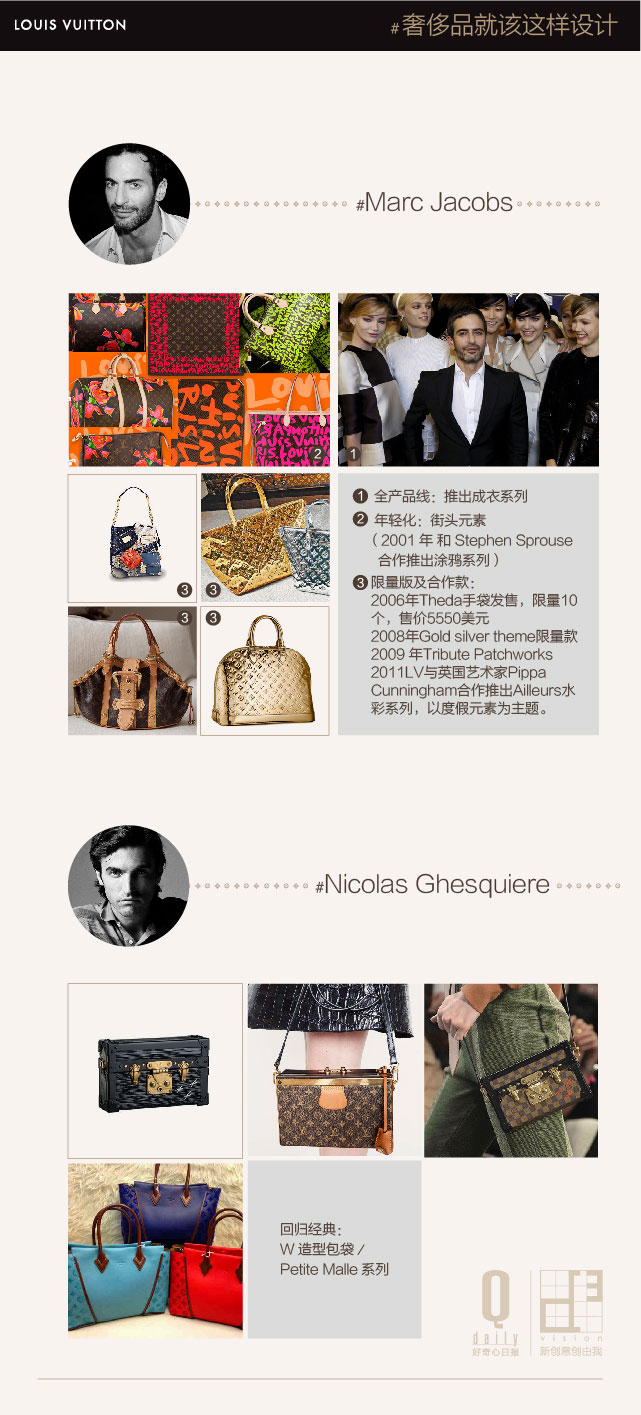 LOUIS VUITTON
#奢侈品就该这样设计
#Marc Jacobs
2
1
3
3
3
3
1 全产品线：推出成衣系列
2 年轻化：街头元素
（2001 年 和 Stephen Sprouse
合作推出涂鸦系列）
3 限量版及合作款：
2006年Theda手袋发售，限量10
个，售价5550美元
2008年Gold silver theme限量款
2009 年Tribute Patchworks
2011LV与英国艺术家Pippa
Cunningham合作推出Ailleurs水
彩系列，以度假元素为主题。
#Nicolas Ghesquiere
回归经典：
W 造型包袋 /
Petite Malle 系列
Q
daily
好奇心日报
vision
新创意创由我